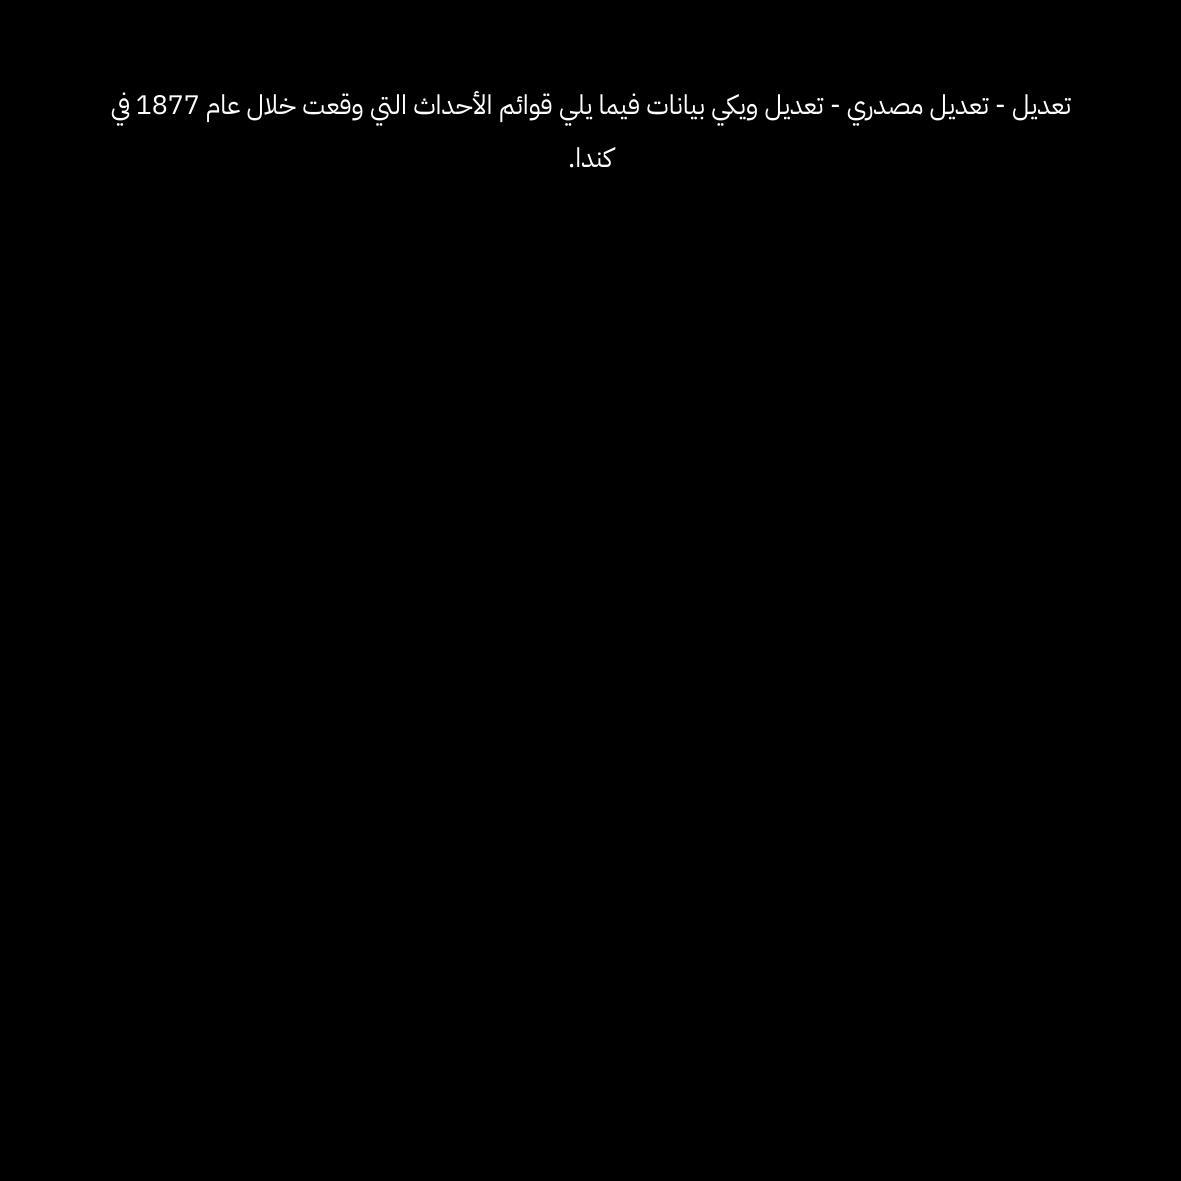 تعديل - تعديل مصدري - تعديل ويكي بيانات فيما يلي قوائم الأحداث التي وقعت خلال عام 1877 في
كندا.